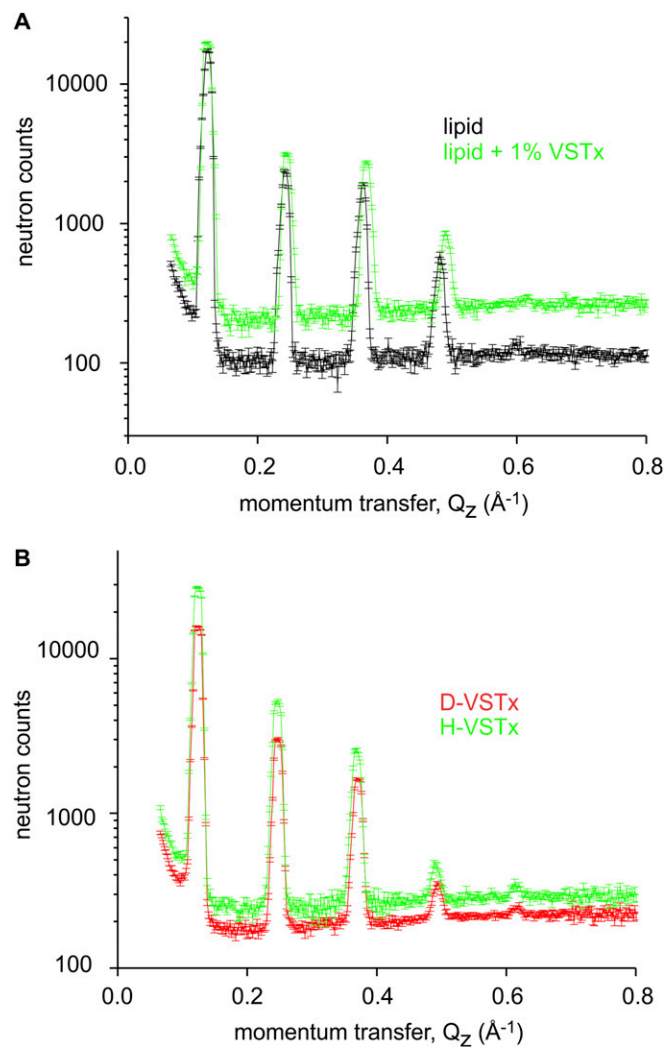 A
10000
1000
100
neutron counts
lipid
lipid + 1% VSTx
0.0 0.2 0.4 0.6 0.8
momentum transfer, QZ (Å-1)
B
10000
1000
100
neutron counts
D-VSTx
H-VSTx
0.0 0.2 0.4 0.6 0.8
momentum transfer, QZ (Å-1)